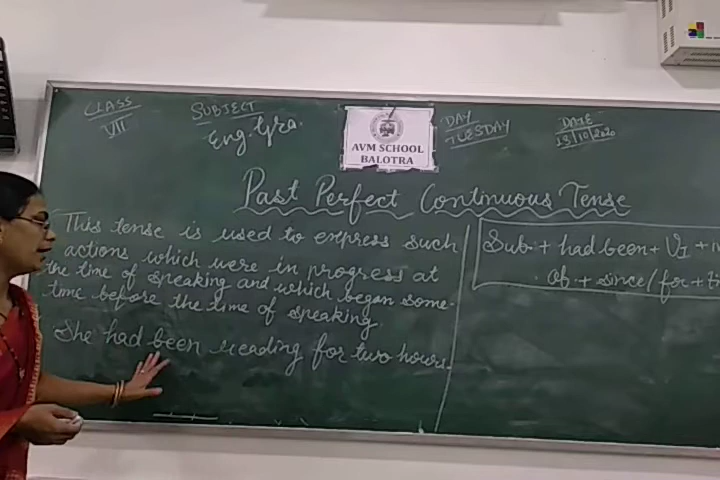 CLASS
VII
SUBJECT
Eng. Gra.
AVM SCHOOL
BALOTRA
DAY
TUESDAY
DATE
13/10/2020
Past Perfect Continuous Tense
This tense is used to express such
actions which were in progress at
the time of speaking and which began some-
time before the time of speaking.
She had been reading for two hours.
Sub. + had been + V1 +
ob. + since/for +